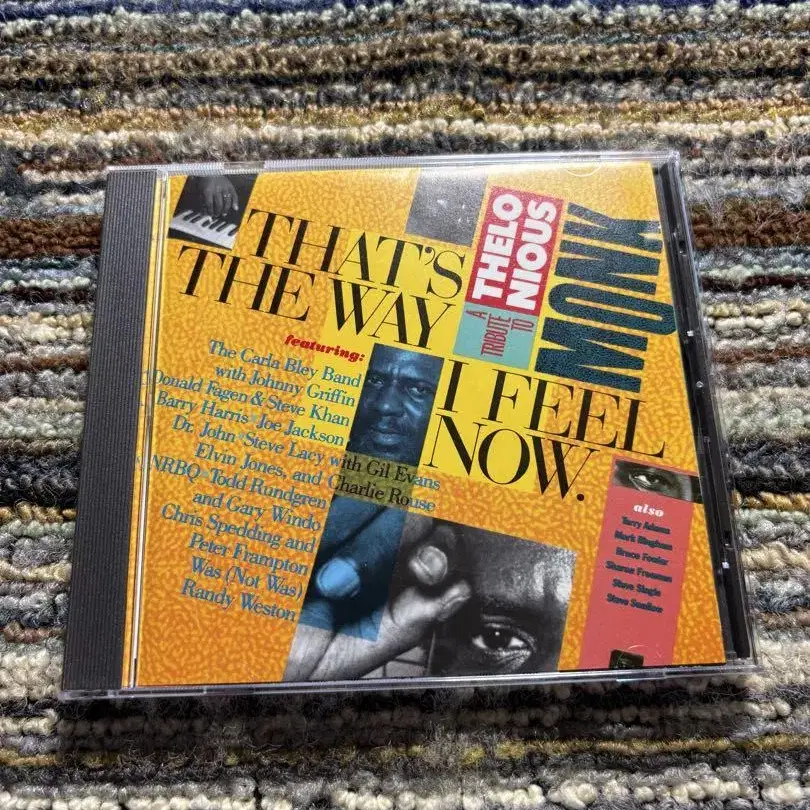 THAT'S
THE WAY
I FEEL
NOW.
A
TRIBUTE
TO
THELO
NIOUS
MONK
featuring:
The Carla Bley Band
with Johnny Griffin
Donald Fagen & Steve Khan
Barry Harris Joe Jackson
Dr. John Steve Lacy with Gil Evans
Elvin Jones, and Charlie Rouse
NRBQ Todd Rundgren
and Gary Windo
Chris Spedding and
Peter Frampton
Was (Not Was)
Randy Weston
also
Terry Adams
Mark Bingham
Bruce Fowler
Sharon Freeman
Steve Slagle
Steve Swallow